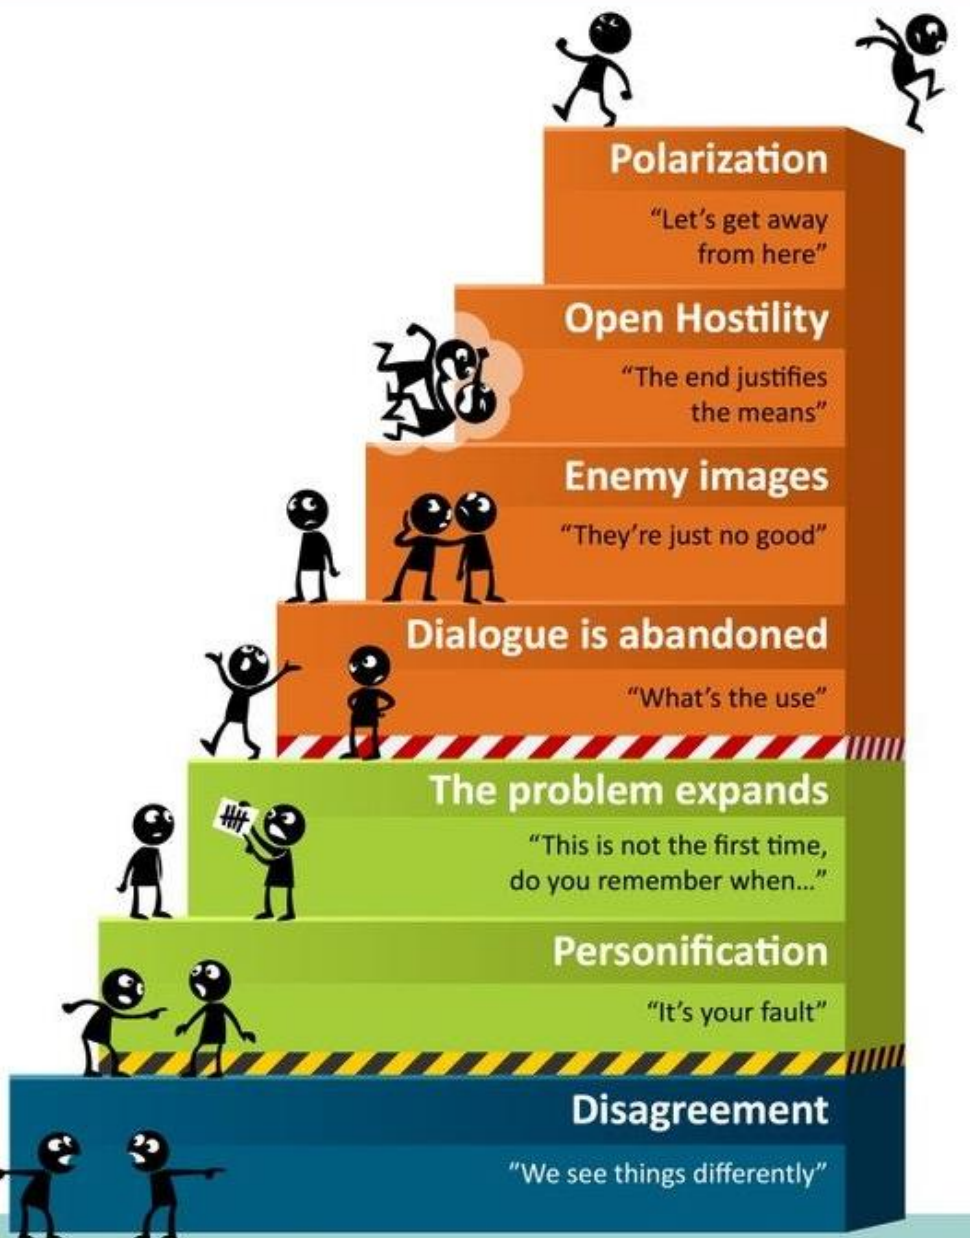 Polarization
“Let’s get away
from here”
Open Hostility
“The end justifies
the means”
Enemy images
“They’re just no good”
Dialogue is abandoned
“What’s the use”
The problem expands
“This is not the first time,
do you remember when...”
Personification
“It’s your fault”
Disagreement
“We see things differently”